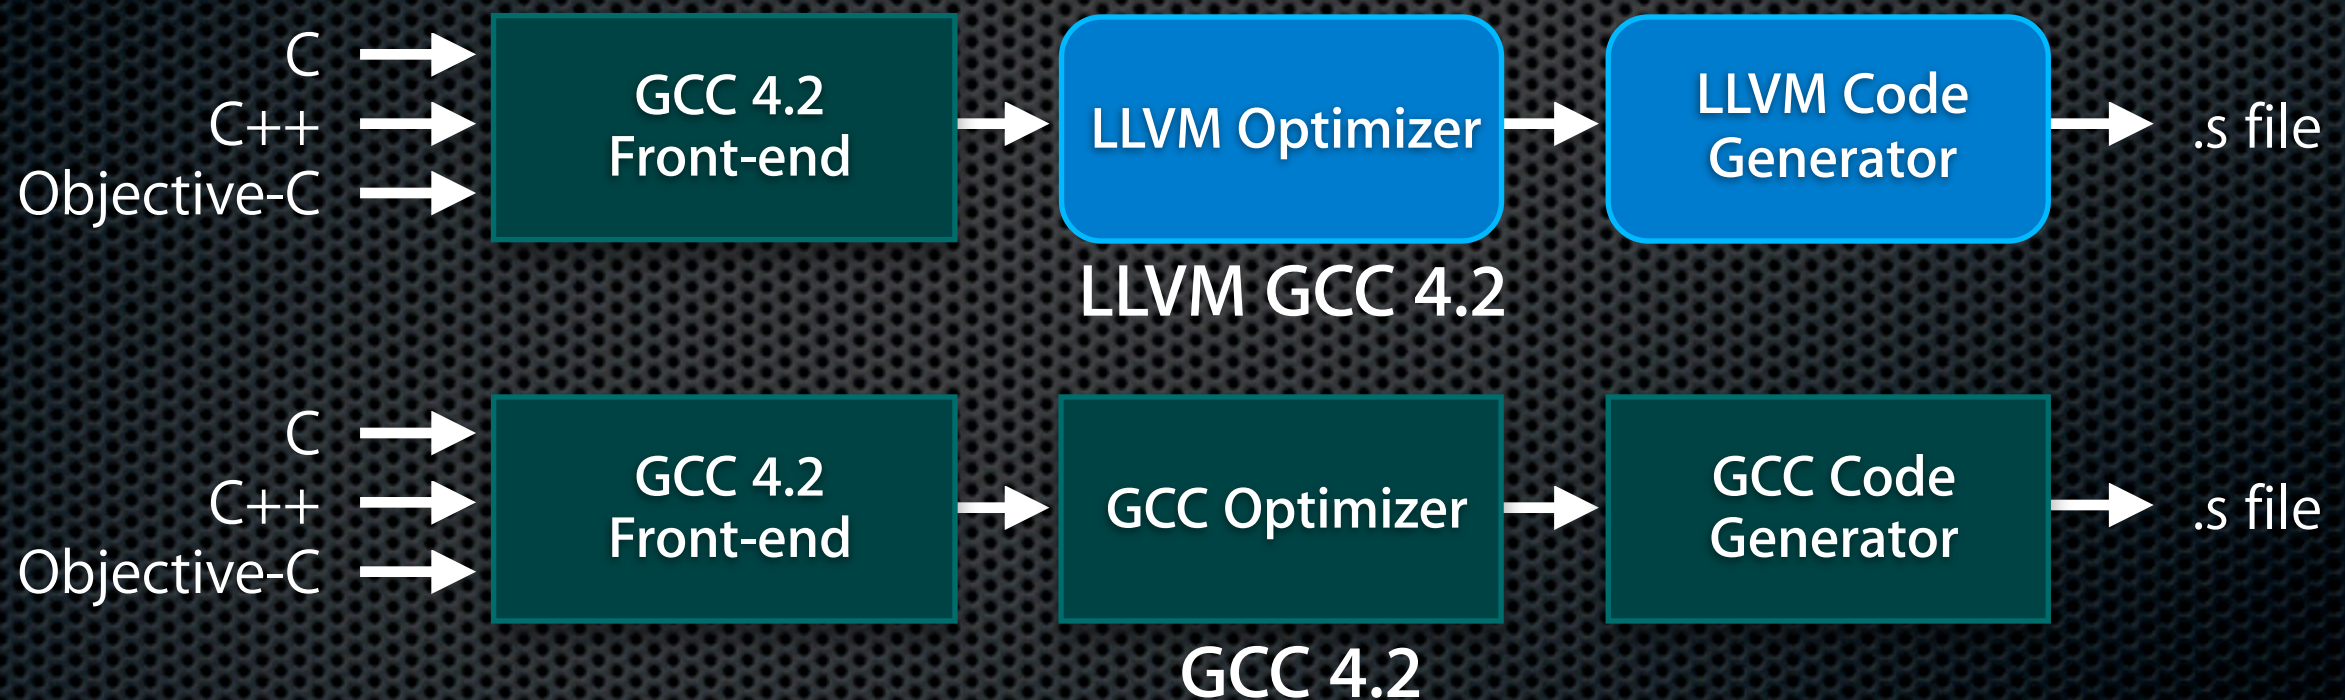 C
C++
Objective-C
GCC 4.2
Front-end
LLVM Optimizer
LLVM Code
Generator
.s file
LLVM GCC 4.2
C
C++
Objective-C
GCC 4.2
Front-end
GCC Optimizer
GCC Code
Generator
.s file
GCC 4.2